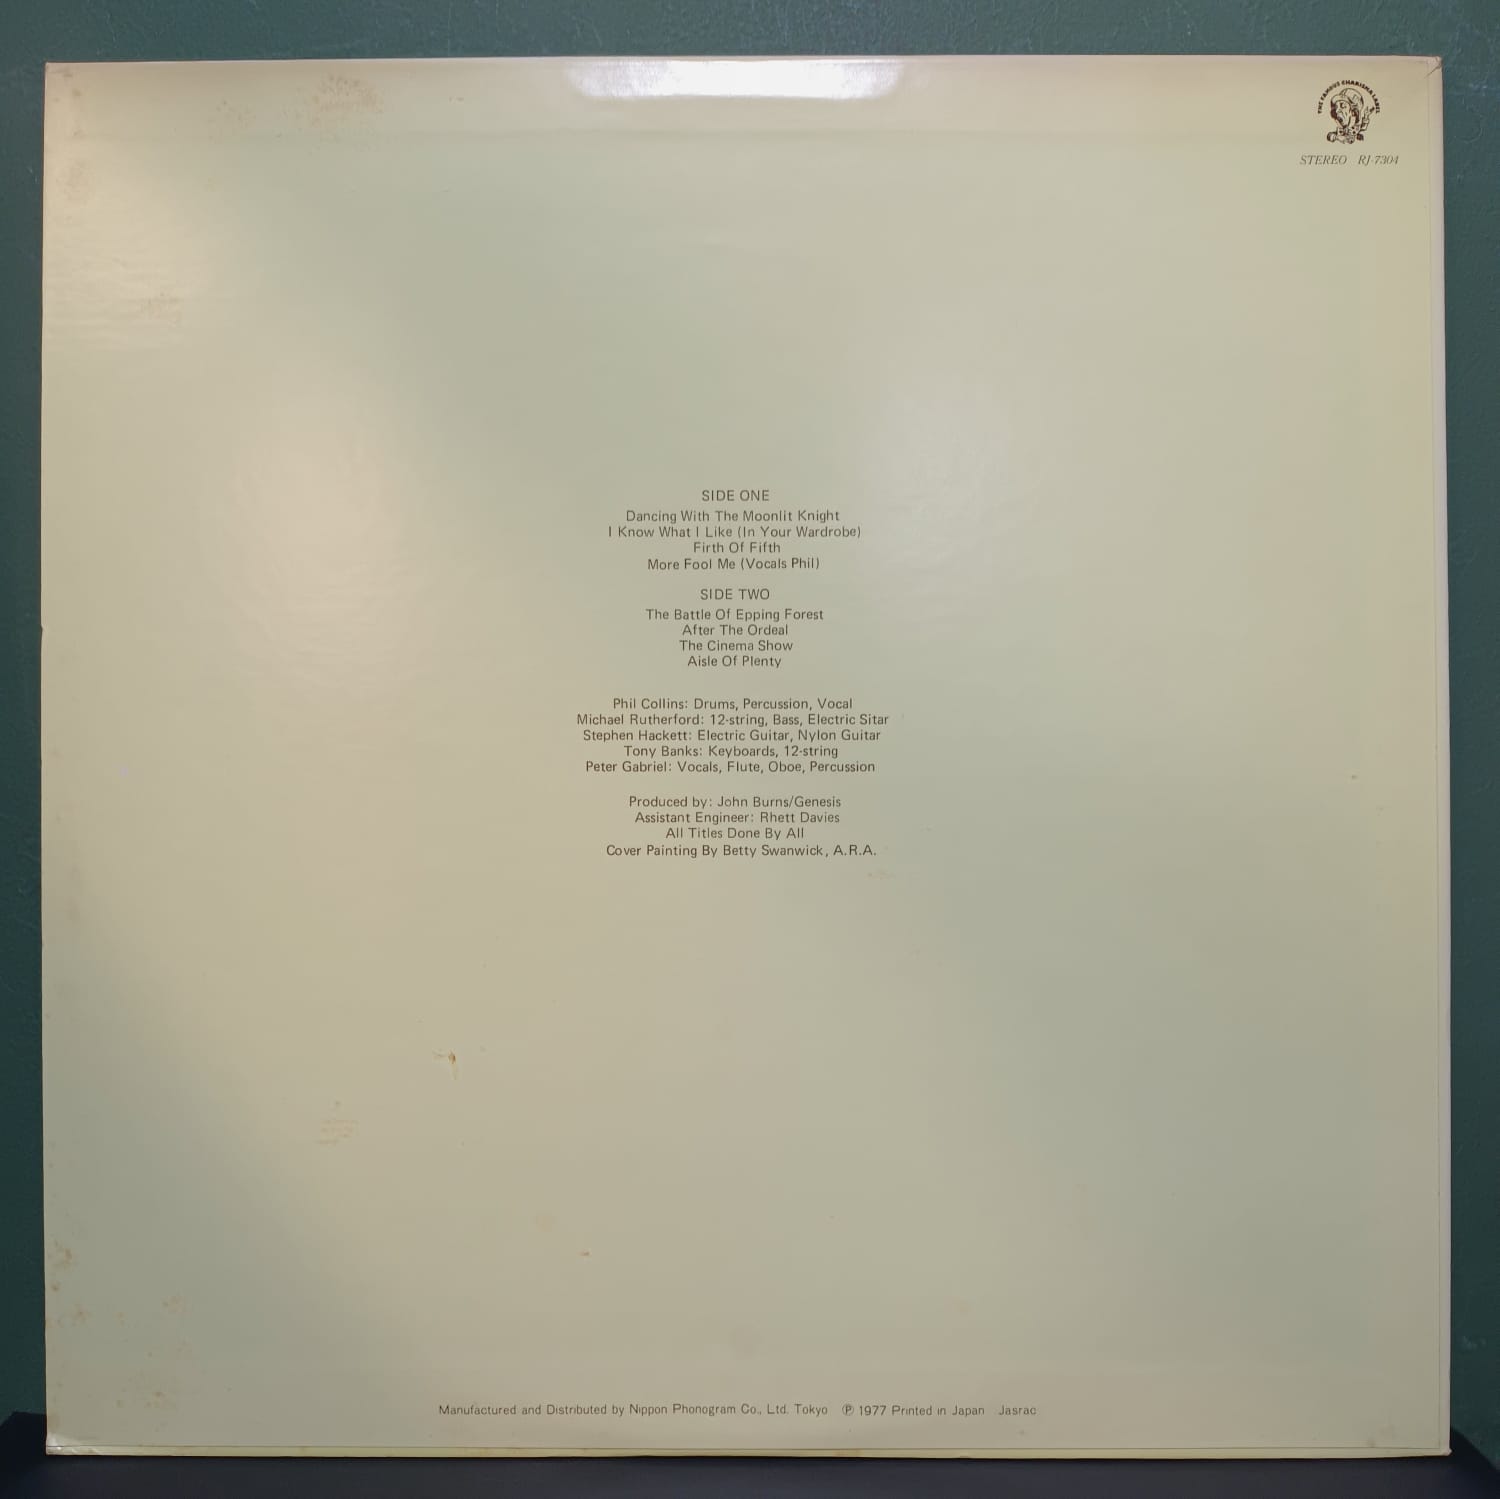 THE FAMOUS CHARISMA LABEL
STEREO RJ-7304
SIDE ONE
Dancing With The Moonlit Knight
I Know What I Like (In Your Wardrobe)
Firth Of Fifth
More Fool Me (Vocals Phil)
SIDE TWO
The Battle Of Epping Forest
After The Ordeal
The Cinema Show
Aisle Of Plenty
Phil Collins: Drums, Percussion, Vocal
Michael Rutherford: 12-string, Bass, Electric Sitar
Stephen Hackett: Electric Guitar, Nylon Guitar
Tony Banks: Keyboards, 12-string
Peter Gabriel: Vocals, Flute, Oboe, Percussion
Produced by: John Burns/Genesis
Assistant Engineer: Rhett Davies
All Titles Done By All
Cover Painting By Betty Swanwick, A.R.A.
Manufactured and Distributed by Nippon Phonogram Co., Ltd. Tokyo ℗ 1977 Printed in Japan Jasrac